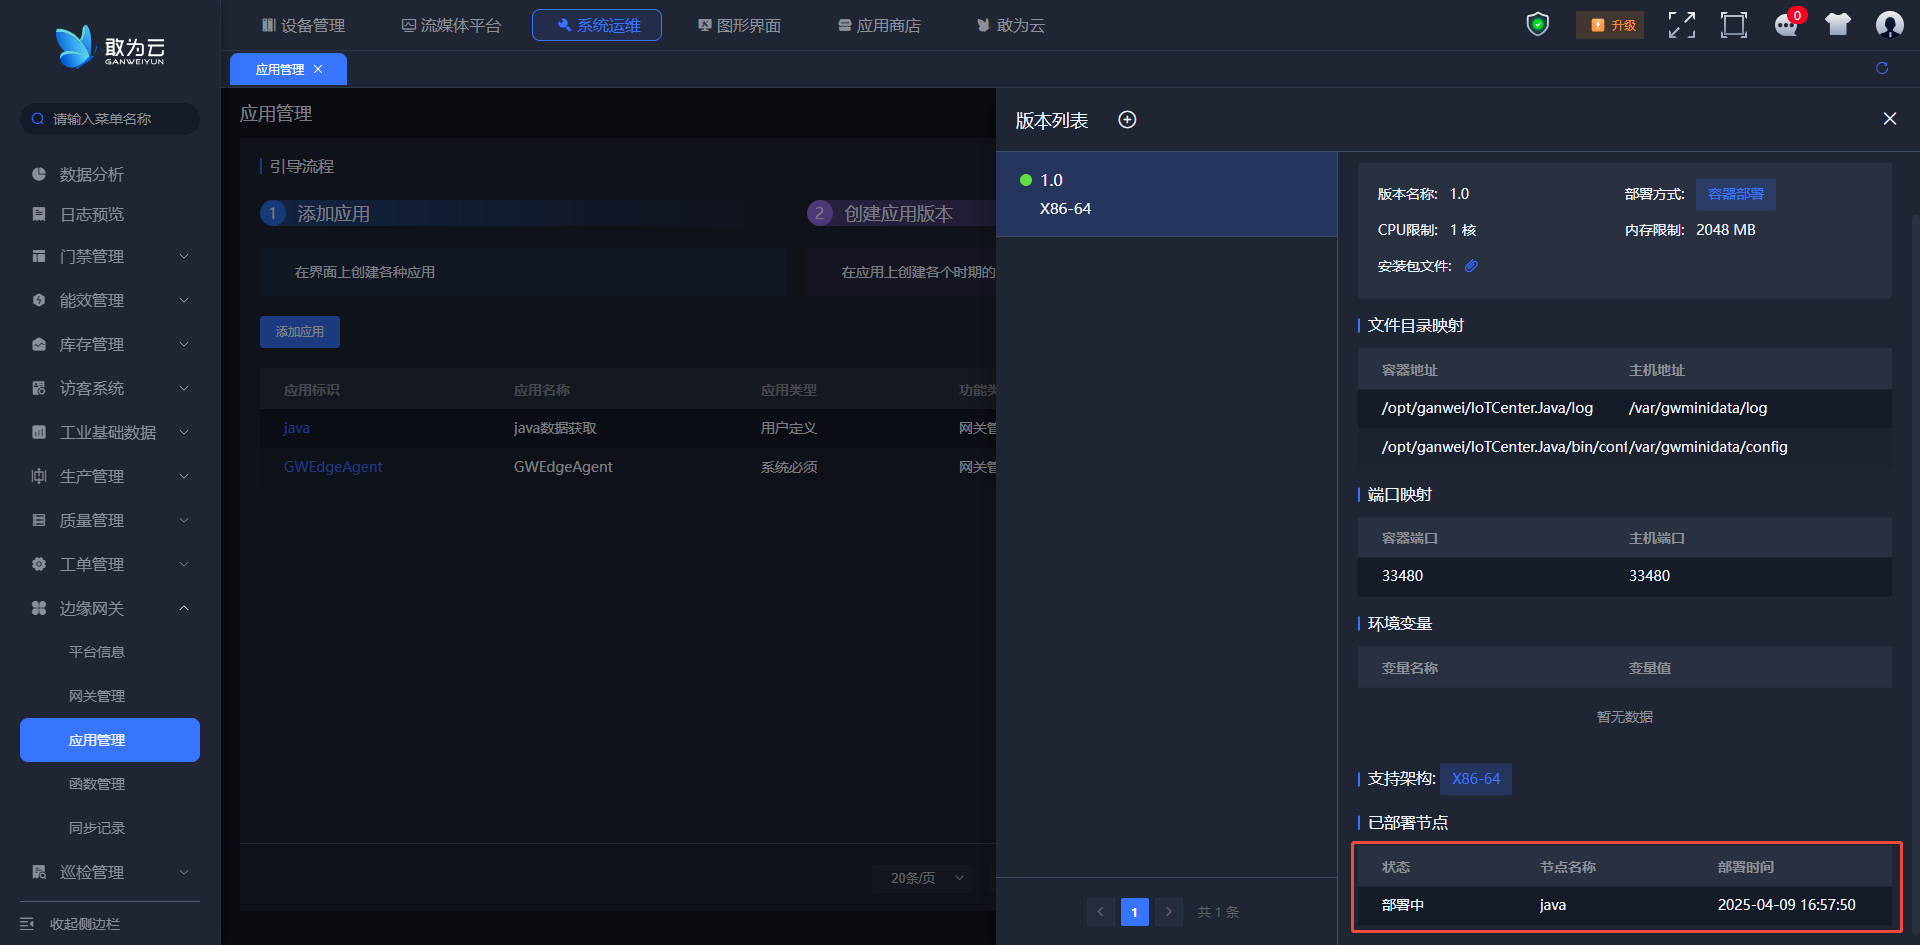 敢为云
GANWEIYUN
设备管理
流媒体平台
系统运维
图形界面
应用商店
敢为云
升级
0
应用管理
请输入菜单名称
数据分析
日志预览
门禁管理
能效管理
库存管理
访客系统
工业基础数据
生产管理
质量管理
工单管理
边缘网关
平台信息
网关管理
应用管理
函数管理
同步记录
巡检管理
收起侧边栏
应用管理
引导流程
1 添加应用
2 创建应用版本
在界面上创建各种应用
在应用上创建各个时期的
添加应用
应用标识 应用名称 应用类型 功能类
java java数据获取 用户定义 网关管
GWEdgeAgent GWEdgeAgent 系统必须 网关管
20条/页
版本列表
1.0
X86-64
1 共 1 条
版本名称: 1.0 部署方式: 容器部署
CPU限制: 1 核 内存限制: 2048 MB
安装包文件:
文件目录映射
容器地址 主机地址
/opt/ganwei/IoTCenter.Java/log /var/gwminidata/log
/opt/ganwei/IoTCenter.Java/bin/conf /var/gwminidata/config
端口映射
容器端口 主机端口
33480 33480
环境变量
变量名称 变量值
暂无数据
支持架构: X86-64
已部署节点
状态 节点名称 部署时间
部署中 java 2025-04-09 16:57:50